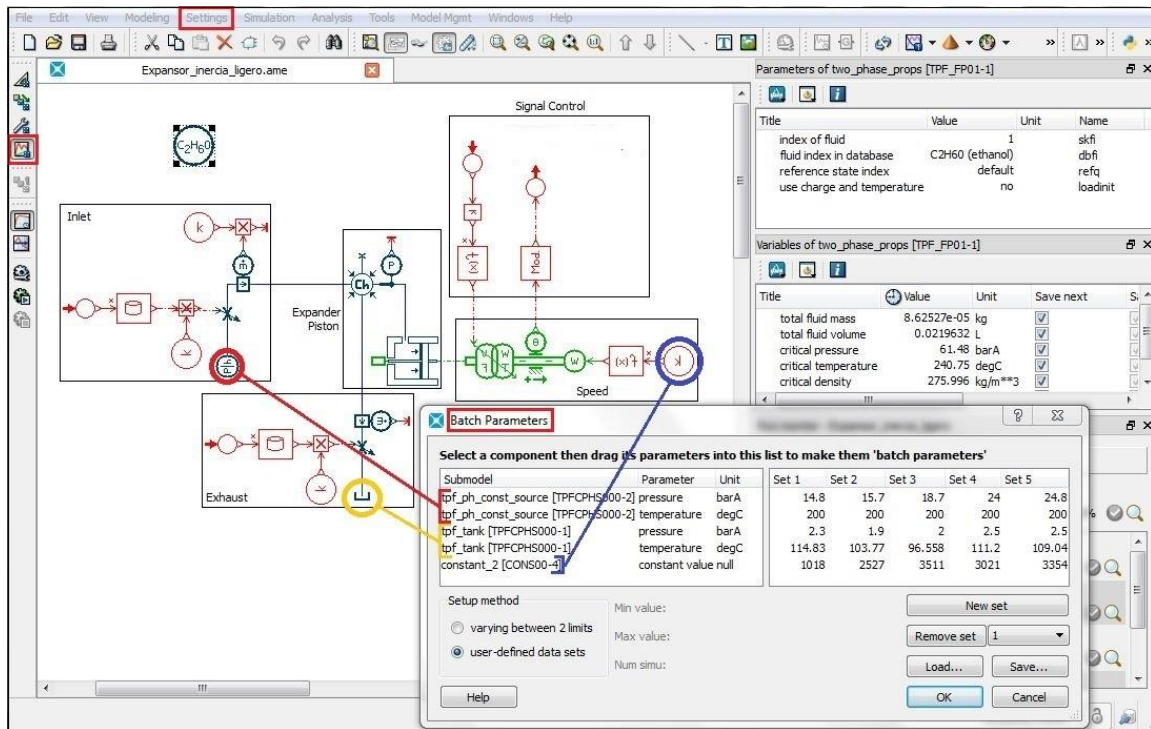 File Edit View Modeling Settings Simulation Analysis Tools Model Mgmt Windows Help
Expansor_inercia_ligero.ame
C2H6O
Signal Control
Inlet
Expander
Piston
Exhaust
Speed
k
ṁ
Ch
P
f(x)
Mod.
θ
W
f(x)
k
P,h
k
k
Parameters of two_phase_props [TPF_FP01-1]
Title Value Unit Name
index of fluid 1 skfi
fluid index in database C2H60 (ethanol) dbfi
reference state index default refq
use charge and temperature no loadinit
Variables of two_phase_props [TPF_FP01-1]
Title Value Unit Save next
total fluid mass 8.62527e-05 kg
total fluid volume 0.0219632 L
critical pressure 61.48 barA
critical temperature 240.75 degC
critical density 275.996 kg/m**3
Batch Parameters
Select a component then drag its parameters into this list to make them 'batch parameters'
Submodel Parameter Unit Set 1 Set 2 Set 3 Set 4 Set 5
tpf_ph_const_source [TPFCPHS000-2] pressure barA 14.8 15.7 18.7 24 24.8
tpf_ph_const_source [TPFCPHS000-2] temperature degC 200 200 200 200 200
tpf_tank [TPFCPHS000-1] pressure barA 2.3 1.9 2 2.5 2.5
tpf_tank [TPFCPHS000-1] temperature degC 114.83 103.77 96.558 111.2 109.04
constant_2 [CONS00-4] constant value null 1018 2527 3511 3021 3354
Setup method
varying between 2 limits
user-defined data sets
Min value:
Max value:
Num simu:
New set
Remove set 1
Load... Save...
Help OK Cancel